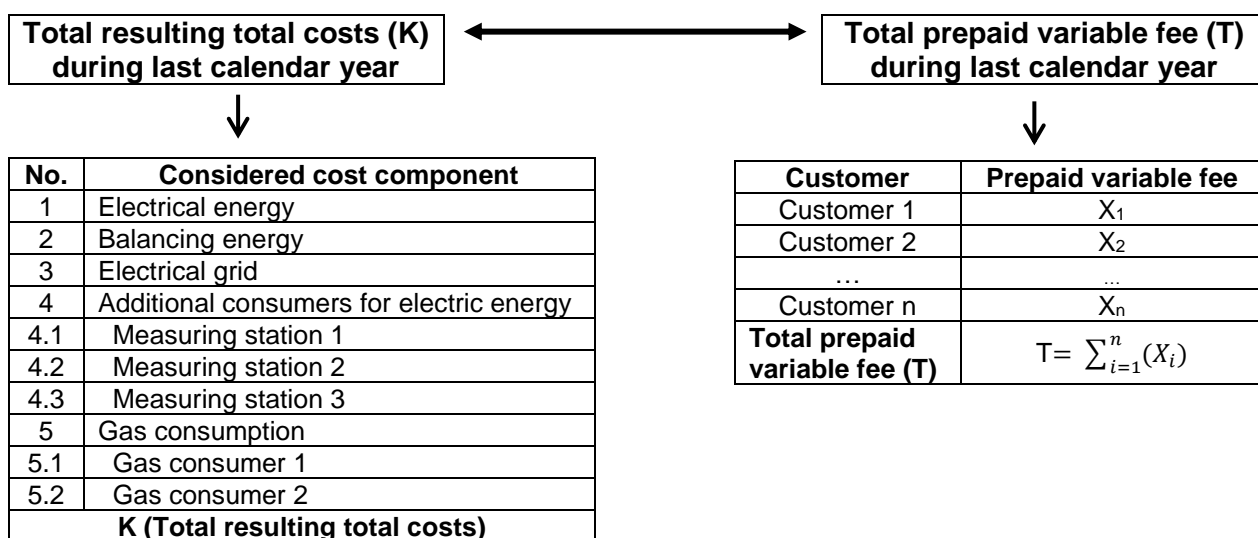 Total resulting total costs (K)
during last calendar year
Total prepaid variable fee (T)
during last calendar year
No. Considered cost component
1 Electrical energy
2 Balancing energy
3 Electrical grid
4 Additional consumers for electric energy
4.1 Measuring station 1
4.2 Measuring station 2
4.3 Measuring station 3
5 Gas consumption
5.1 Gas consumer 1
5.2 Gas consumer 2
K (Total resulting total costs)
Customer Prepaid variable fee
Customer 1 X₁
Customer 2 X₂
… …
Customer n Xₙ
Total prepaid
variable fee (T) T= ∑ⁿᵢ₌₁(Xᵢ)